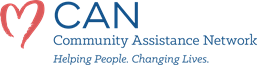 CAN
Community Assistance Network
Helping People. Changing Lives.